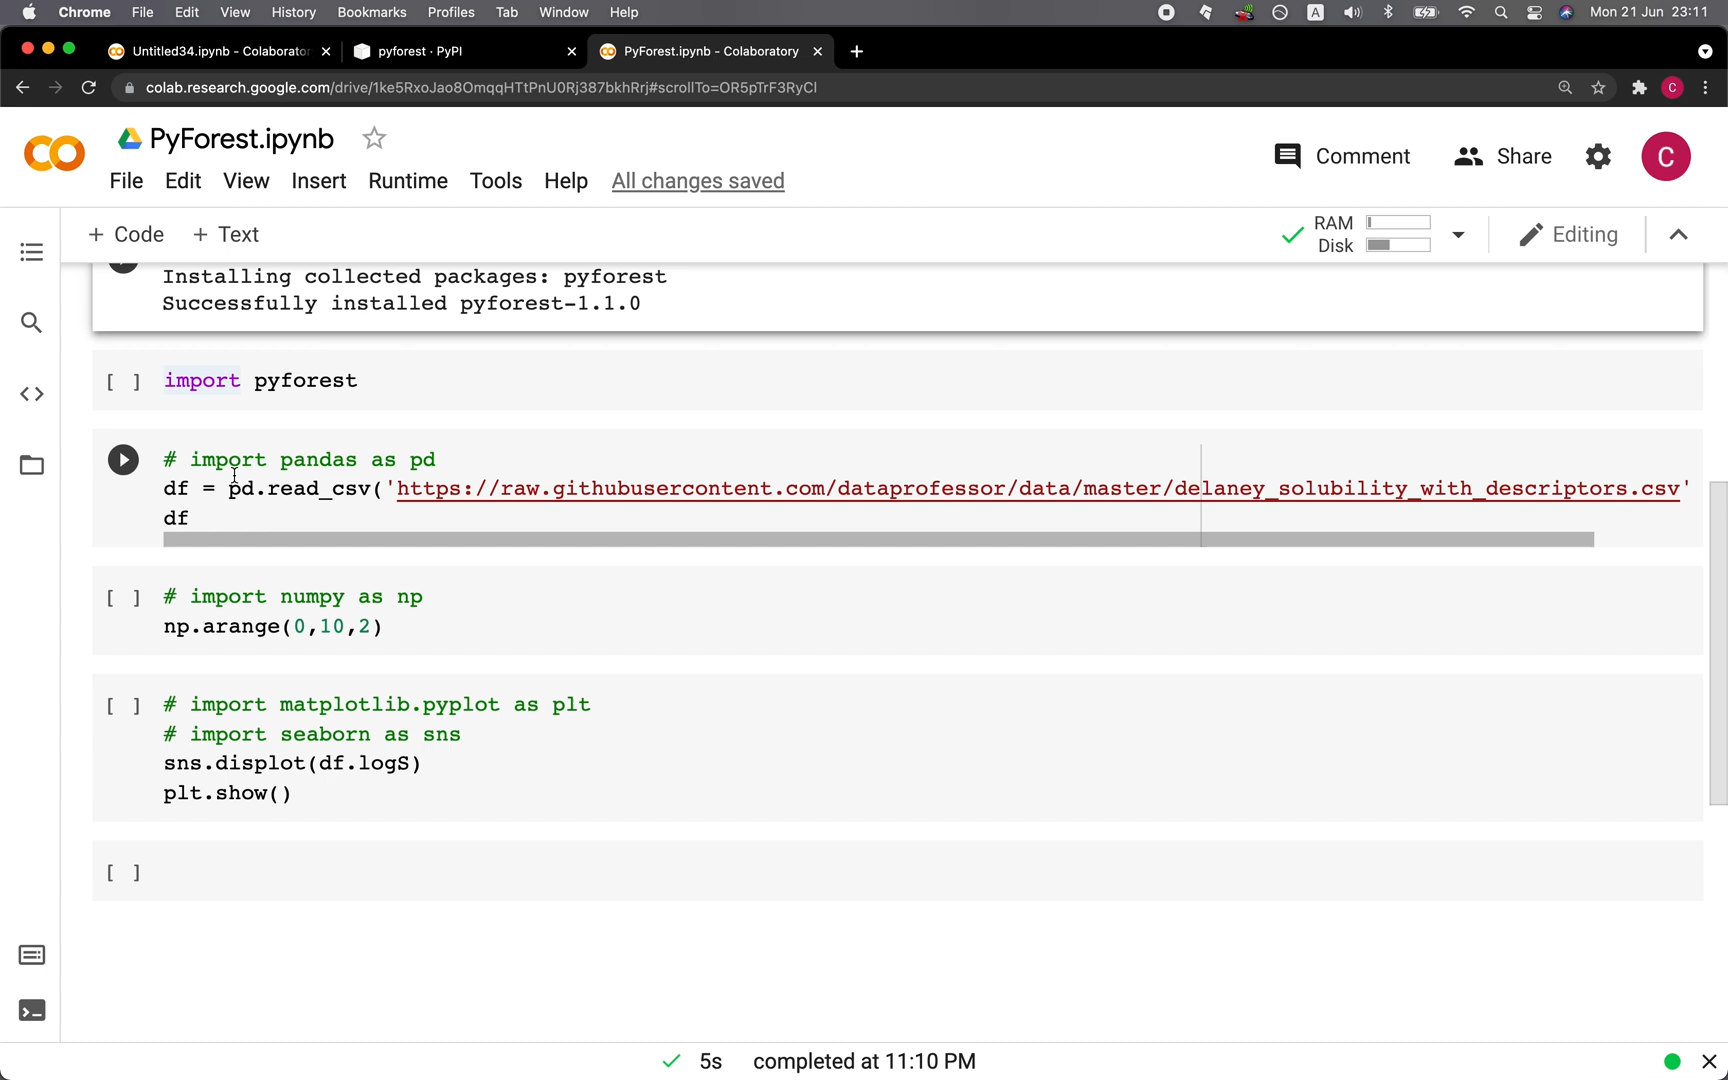 Chrome File Edit View History Bookmarks Profiles Tab Window Help A Mon 21 Jun 23:11
Untitled34.ipynb - Colaborator pyforest · PyPI PyForest.ipynb - Colaboratory
colab.research.google.com/drive/1ke5RxoJao8OmqqHTtPnU0Rj387bkhRrj#scrollTo=OR5pTrF3RyCl C
PyForest.ipynb
Comment Share C
File Edit View Insert Runtime Tools Help All changes saved
+ Code + Text RAM Disk Editing
Installing collected packages: pyforest
Successfully installed pyforest-1.1.0
[ ] import pyforest
# import pandas as pd
df = pd.read_csv('https://raw.githubusercontent.com/dataprofessor/data/master/delaney_solubility_with_descriptors.csv'
df
[ ] # import numpy as np
np.arange(0,10,2)
[ ] # import matplotlib.pyplot as plt
# import seaborn as sns
sns.displot(df.logS)
plt.show()
[ ]
5s completed at 11:10 PM